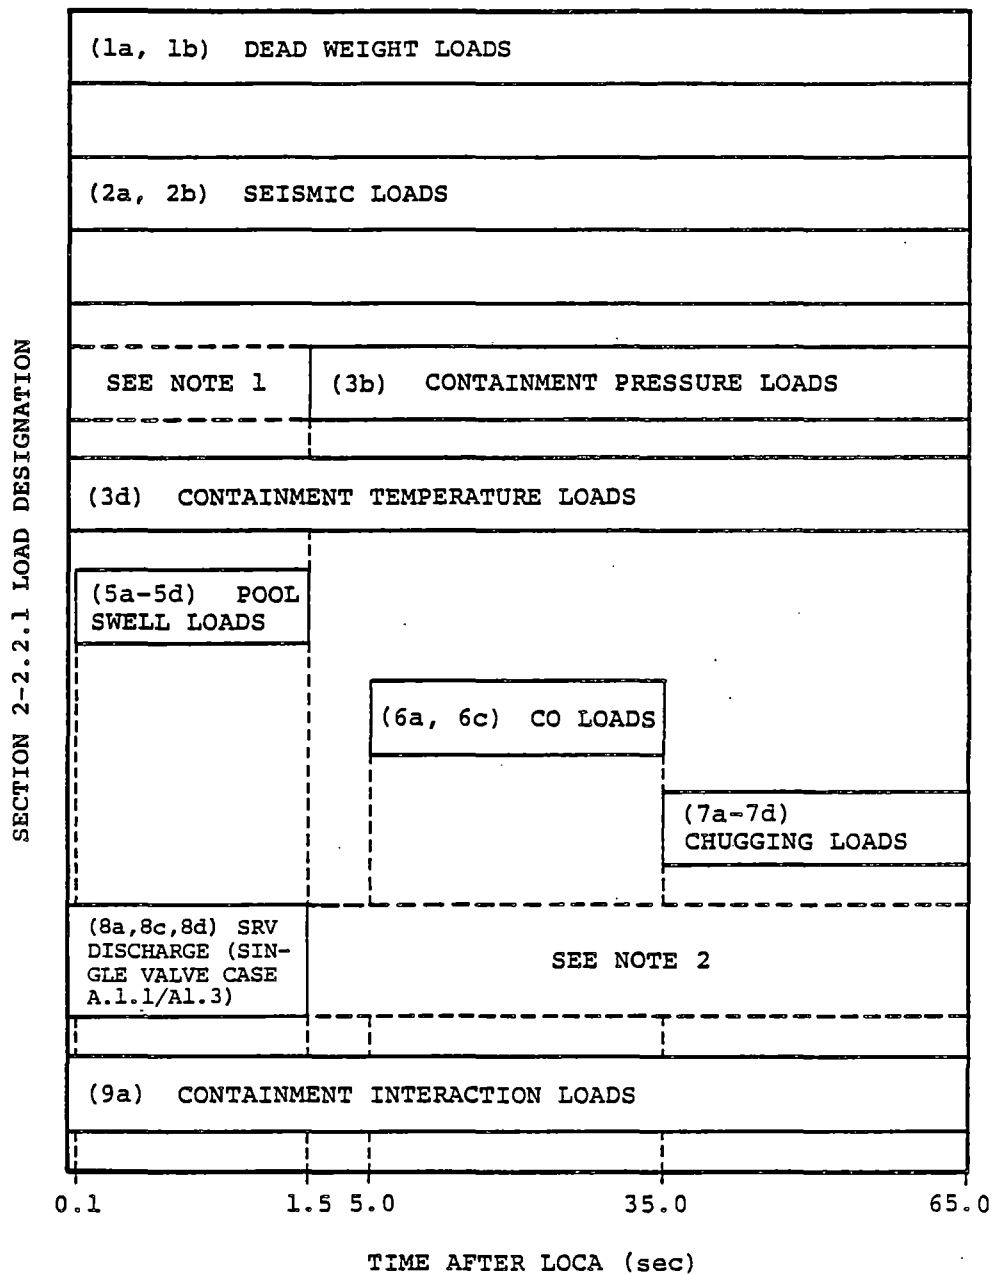 (1a, 1b) DEAD WEIGHT LOADS
(2a, 2b) SEISMIC LOADS
SEE NOTE 1
(3b) CONTAINMENT PRESSURE LOADS
(3d) CONTAINMENT TEMPERATURE LOADS
(5a-5d) POOL
SWELL LOADS
(6a, 6c) CO LOADS
(7a-7d)
CHUGGING LOADS
(8a,8c,8d) SRV
DISCHARGE (SIN-
GLE VALVE CASE
A.1.1/A1.3)
SEE NOTE 2
(9a) CONTAINMENT INTERACTION LOADS
0.1 1.5 5.0 35.0 65.0
TIME AFTER LOCA (sec)
SECTION 2-2.2.1 LOAD DESIGNATION